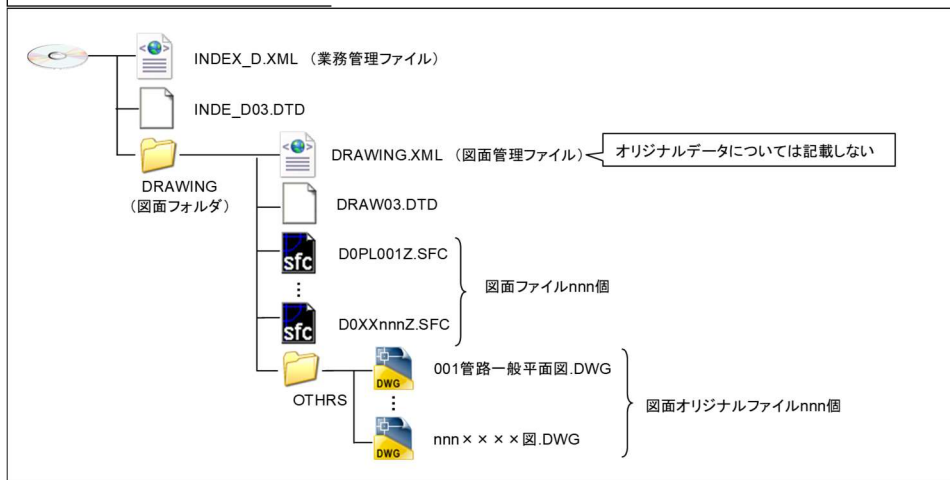 INDEX_D.XML （業務管理ファイル）
INDE_D03.DTD
DRAWING
（図面フォルダ）
DRAWING.XML （図面管理ファイル）
オリジナルデータについては記載しない
DRAW03.DTD
sfc
D0PL001Z.SFC
⋮
sfc
D0XXnnnZ.SFC
図面ファイルnnn個
OTHRS
DWG
001管路一般平面図.DWG
⋮
DWG
nnn××××図.DWG
図面オリジナルファイルnnn個